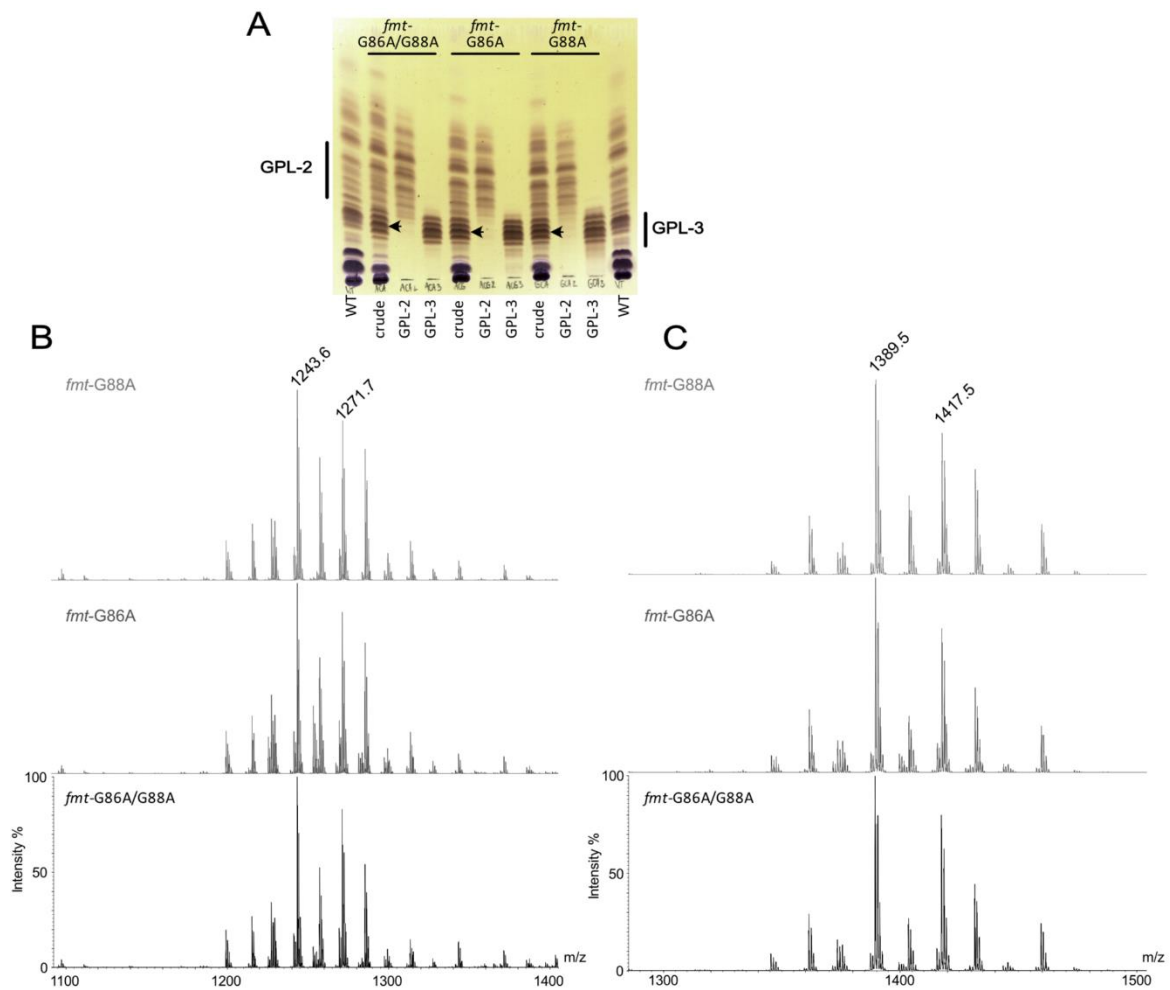 A
fmt-
G86A/G88A
fmt-
G86A
fmt-
G88A
GPL-2
GPL-3
WT
crude
GPL-2
GPL-3
crude
GPL-2
GPL-3
crude
GPL-2
GPL-3
WT
B
fmt-G88A
1243.6
1271.7
fmt-G86A
fmt-G86A/G88A
100
50
0
Intensity %
1100
1200
1300
1400
m/z
C
fmt-G88A
1389.5
1417.5
fmt-G86A
fmt-G86A/G88A
100
50
0
Intensity %
1300
1400
1500
m/z